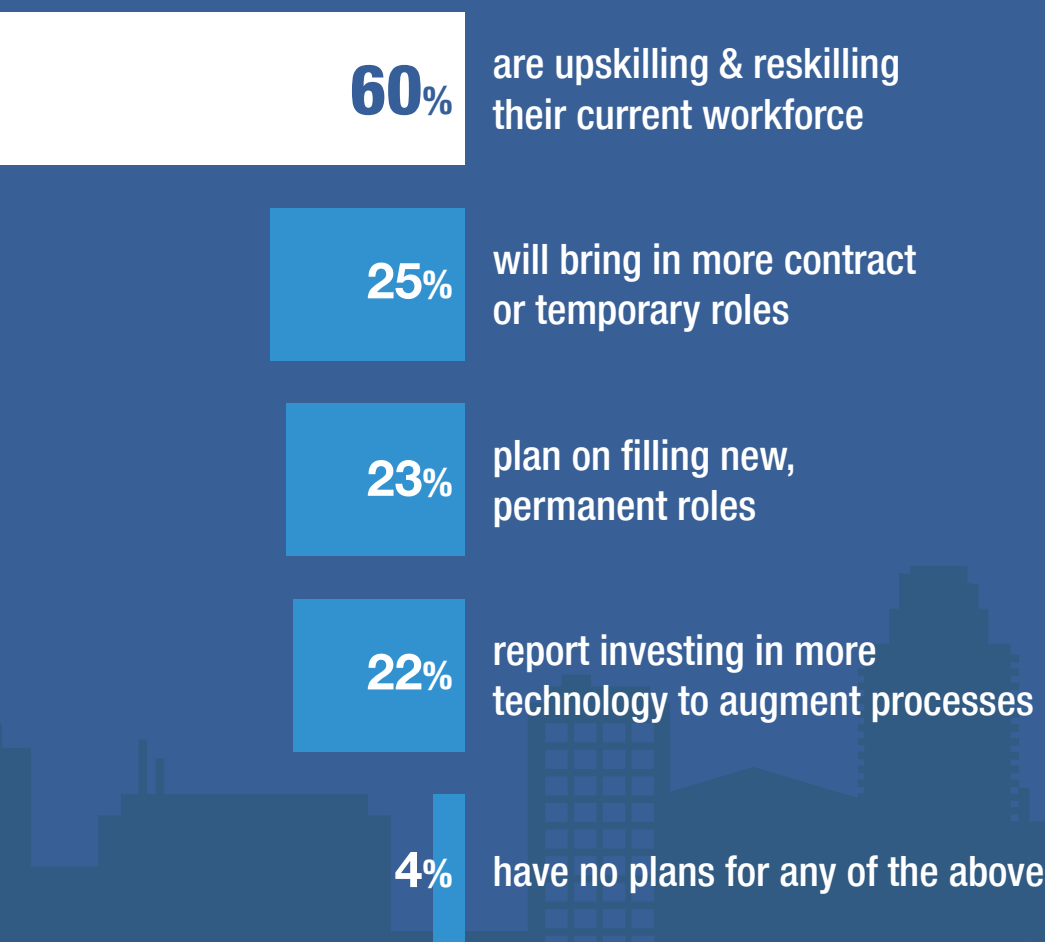 60%
are upskilling & reskilling
their current workforce
25%
will bring in more contract
or temporary roles
23%
plan on filling new,
permanent roles
22%
report investing in more
technology to augment processes
4%
have no plans for any of the above